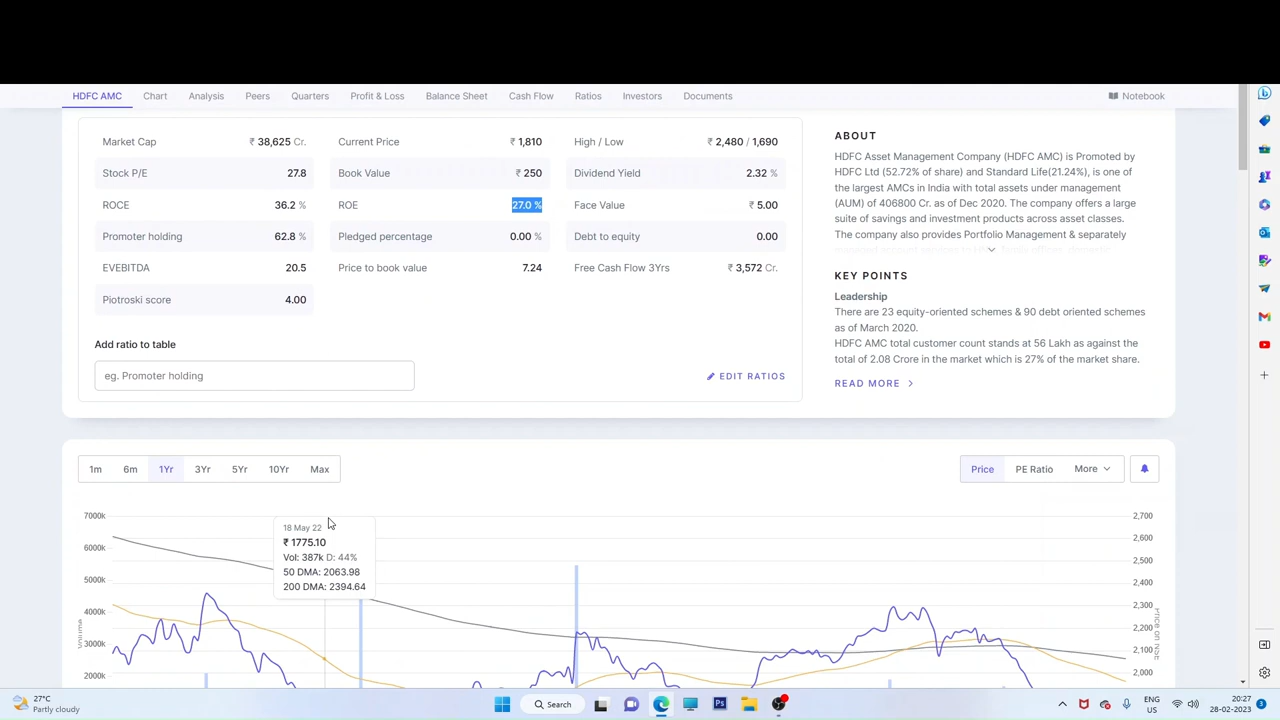 HDFC AMC Chart Analysis Peers Quarters Profit & Loss Balance Sheet Cash Flow Ratios Investors Documents Notebook
Market Cap ₹ 38,625 Cr. Current Price ₹ 1,810 High / Low ₹ 2,480 / 1,690
Stock P/E 27.8 Book Value ₹ 250 Dividend Yield 2.32 %
ROCE 36.2 % ROE 27.0 % Face Value ₹ 5.00
Promoter holding 62.8 % Pledged percentage 0.00 % Debt to equity 0.00
EVEBITDA 20.5 Price to book value 7.24 Free Cash Flow 3Yrs ₹ 3,572 Cr.
Piotroski score 4.00
Add ratio to table
eg. Promoter holding
EDIT RATIOS
ABOUT
HDFC Asset Management Company (HDFC AMC) is Promoted by
HDFC Ltd (52.72% of share) and Standard Life(21.24%), is one of
the largest AMCs in India with total assets under management
(AUM) of 406800 Cr. as of Dec 2020. The company offers a large
suite of savings and investment products across asset classes.
The company also provides Portfolio Management & separately
KEY POINTS
Leadership
There are 23 equity-oriented schemes & 90 debt oriented schemes
as of March 2020.
HDFC AMC total customer count stands at 56 Lakh as against the
total of 2.08 Crore in the market which is 27% of the market share.
READ MORE
1m 6m 1Yr 3Yr 5Yr 10Yr Max Price PE Ratio More
7000k 2,700
6000k 2,600
2,500
5000k 2,400
4000k 2,300
2,200
3000k 2,100
2000k 2,000
Volume
Price on NSE
18 May 22
₹ 1775.10
Vol: 387k D: 44%
50 DMA: 2063.98
200 DMA: 2394.64
27°C
Partly cloudy
Search
Ps
ENG
US
20:27
28-02-2023
3